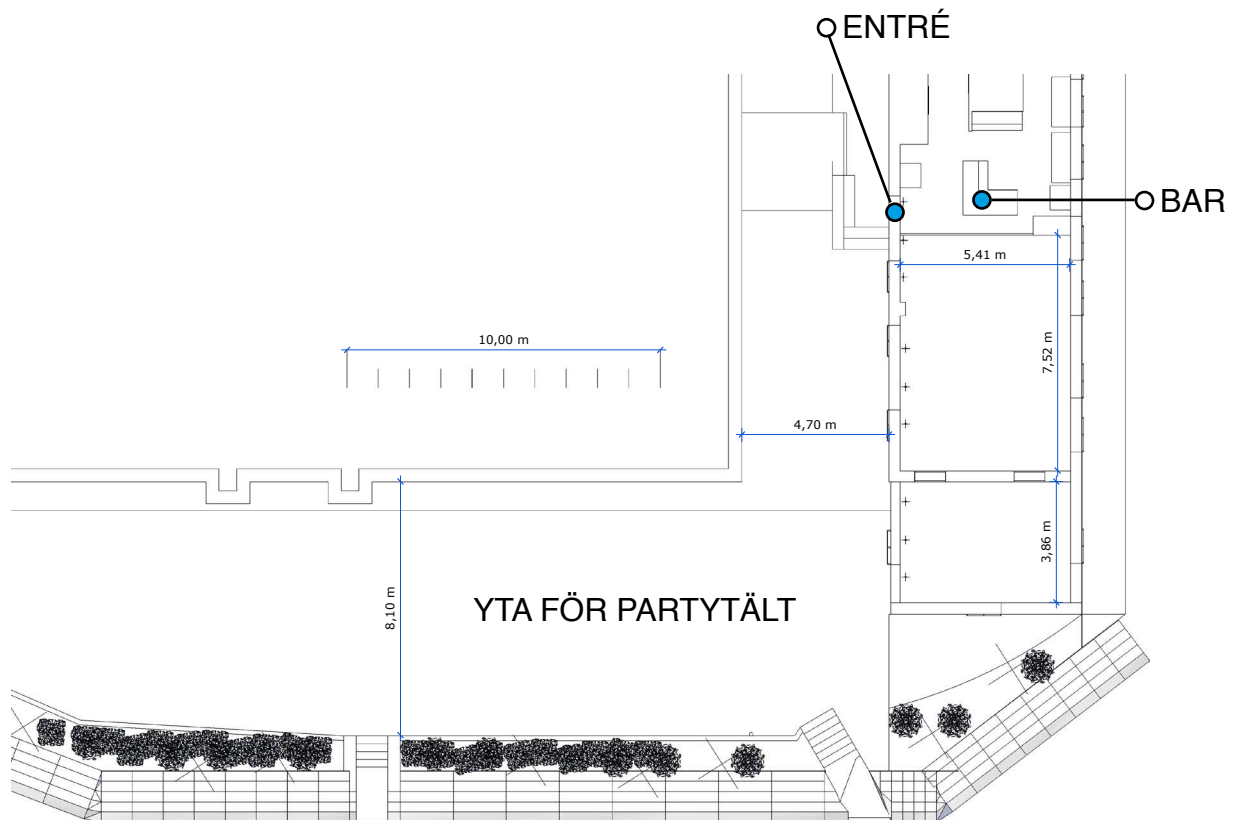 ENTRÉ
BAR
5,41 m
7,52 m
10,00 m
4,70 m
3,86 m
8,10 m
YTA FÖR PARTYTÄLT